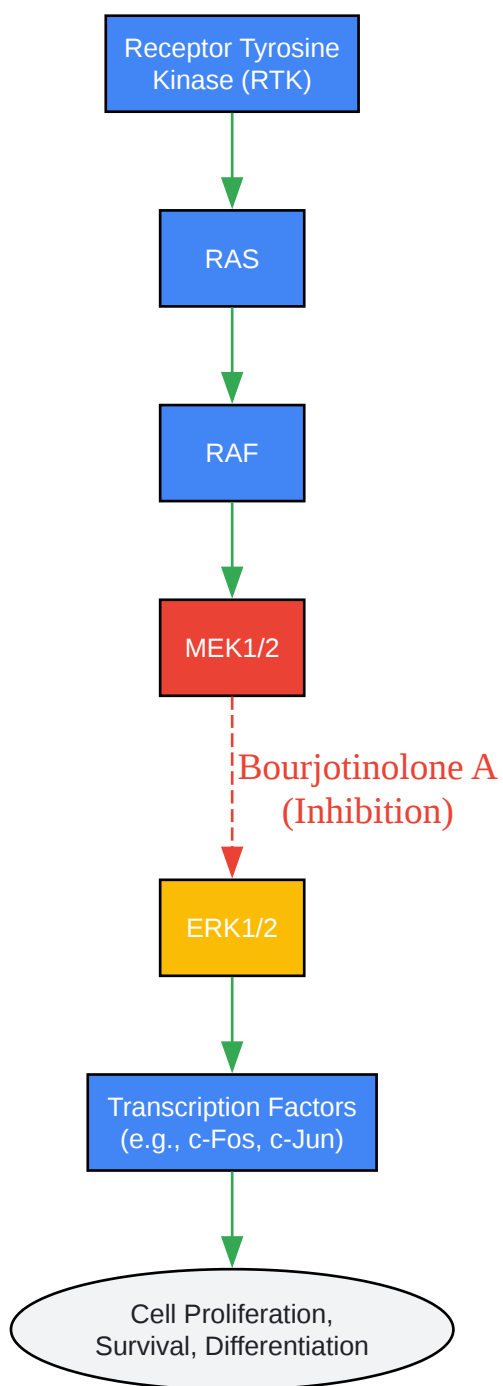 Receptor Tyrosine
Kinase (RTK)
RAS
RAF
MEK1/2
Bourjotinolone A
(Inhibition)
ERK1/2
Transcription Factors
(e.g., c-Fos, c-Jun)
Cell Proliferation,
Survival, Differentiation